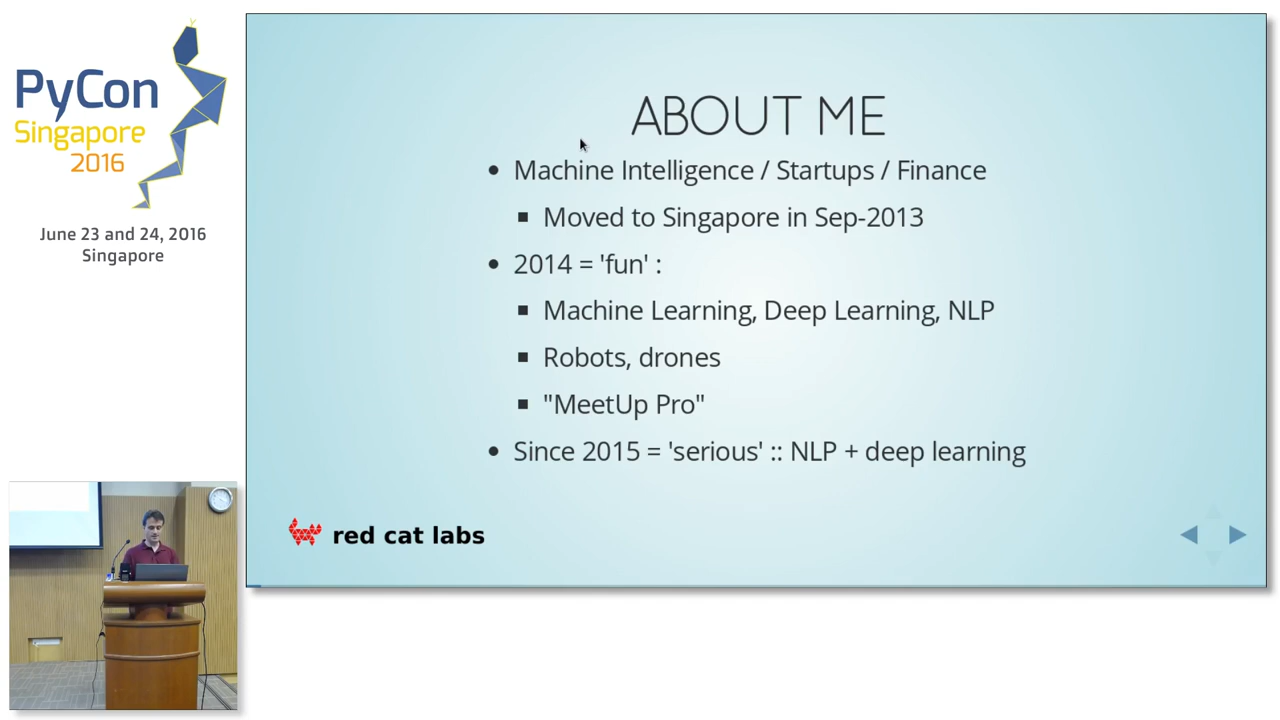 PyCon
Singapore
2016
June 23 and 24, 2016
Singapore
ABOUT ME
• Machine Intelligence / Startups / Finance
▪ Moved to Singapore in Sep-2013
• 2014 = 'fun' :
▪ Machine Learning, Deep Learning, NLP
▪ Robots, drones
▪ "MeetUp Pro"
• Since 2015 = 'serious' :: NLP + deep learning
red cat labs